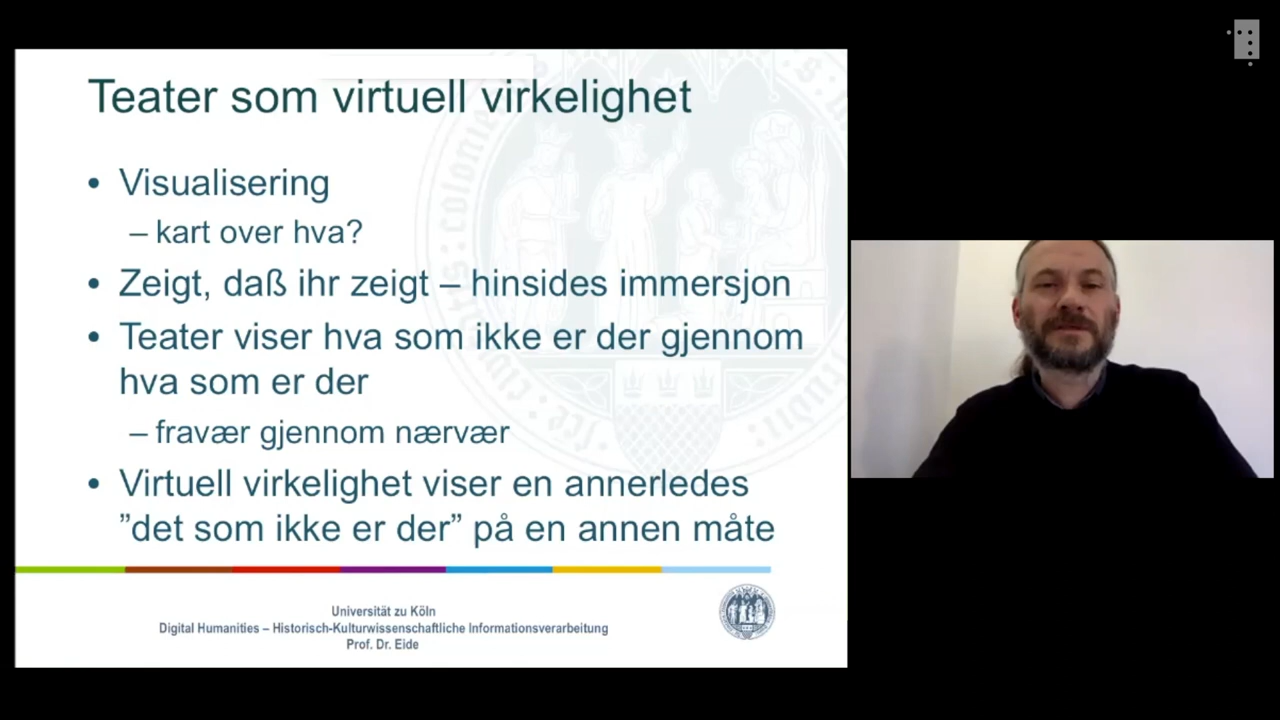 Teater som virtuell virkelighet
• Visualisering
– kart over hva?
• Zeigt, daß ihr zeigt – hinsides immersjon
• Teater viser hva som ikke er der gjennom
hva som er der
– fravær gjennom nærvær
• Virtuell virkelighet viser en annerledes
”det som ikke er der” på en annen måte
Universität zu Köln
Digital Humanities – Historisch-Kulturwissenschaftliche Informationsverarbeitung
Prof. Dr. Eide